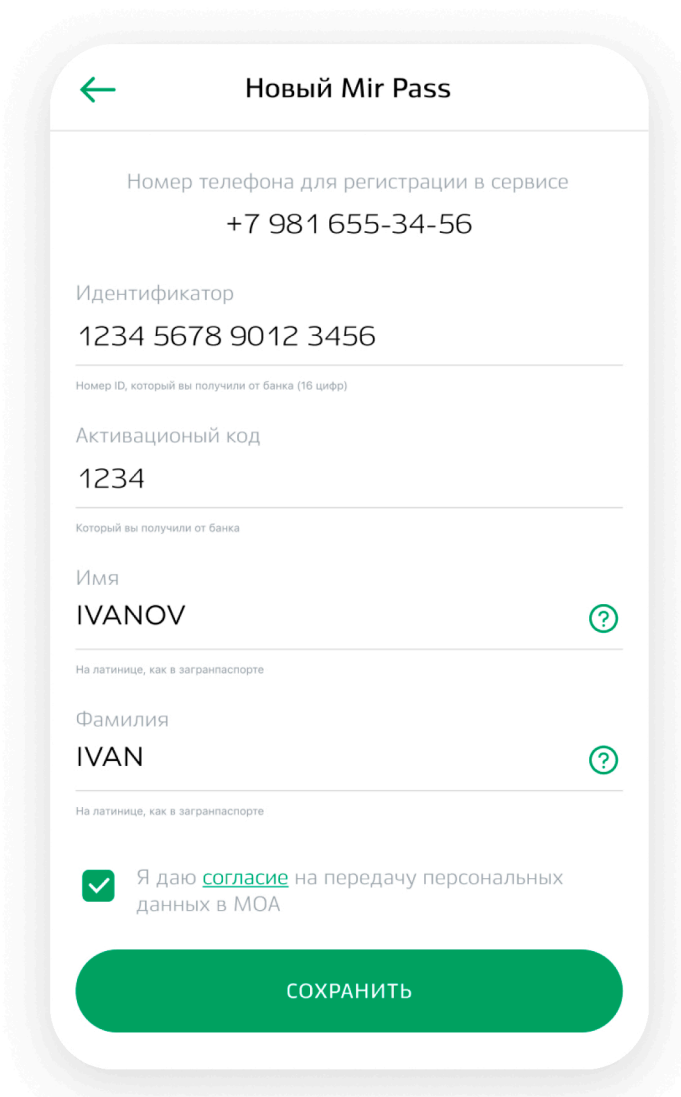 Новый Mir Pass
Номер телефона для регистрации в сервисе
+7 981 655-34-56
Идентификатор
1234 5678 9012 3456
Номер ID, который вы получили от банка (16 цифр)
Активационый код
1234
Который вы получили от банка
Имя
IVANOV
На латинице, как в загранпаспорте
Фамилия
IVAN
На латинице, как в загранпаспорте
Я даю согласие на передачу персональных
данных в МОА
СОХРАНИТЬ